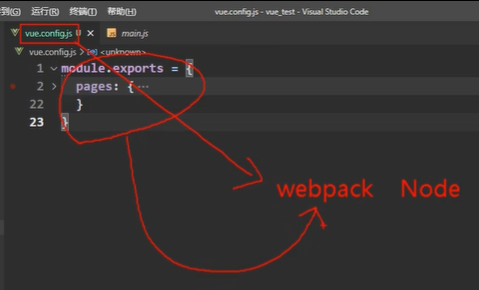 到(G) 运行(R) 终端(T) 帮助(H) vue.config.js - vue_test - Visual Studio Code
vue.config.js U × main.js
vue.config.js > <unknown>
1 module.exports = {
2 pages: {···
22 }
23 }
webpack Node